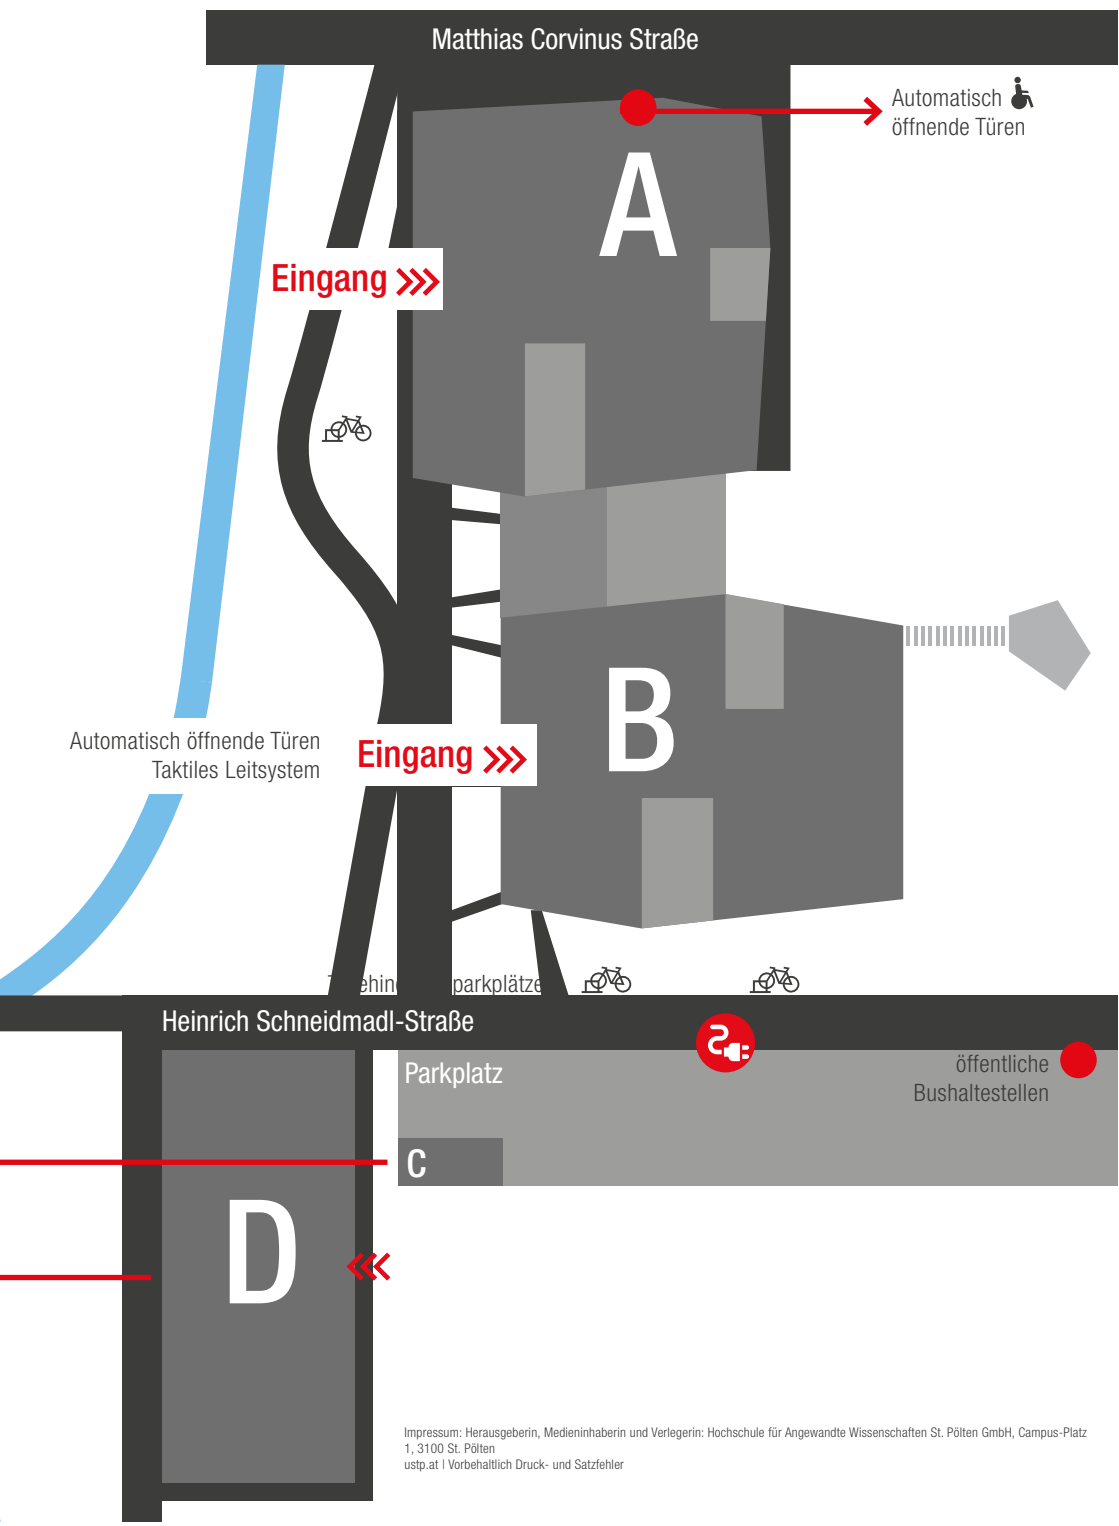 Matthias Corvinus Straße
Automatisch
öffnende Türen
A
Eingang
B
Automatisch öffnende Türen
Taktiles Leitsystem
Eingang
parkplätze
Heinrich Schneidmadl-Straße
Parkplatz
öffentliche
Bushaltestellen
C
D
Impressum: Herausgeberin, Medieninhaberin und Verlegerin: Hochschule für Angewandte Wissenschaften St. Pölten GmbH, Campus-Platz
1, 3100 St. Pölten
ustp.at | Vorbehaltlich Druck- und Satzfehler